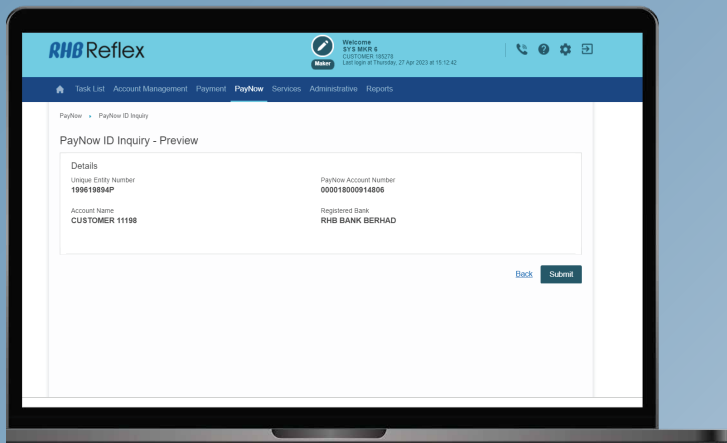 RHB Reflex
Maker
Welcome
SYS MKR 6
CUSTOMER 185278
Last login at Thursday, 27 Apr 2023 at 15:12:42
Task List Account Management Payment PayNow Services Administrative Reports
PayNow • PayNow ID Inquiry
PayNow ID Inquiry - Preview
Details
Unique Entity Number PayNow Account Number
199619894P 000018000914806
Account Name Registered Bank
CUSTOMER 11198 RHB BANK BERHAD
Back Submit